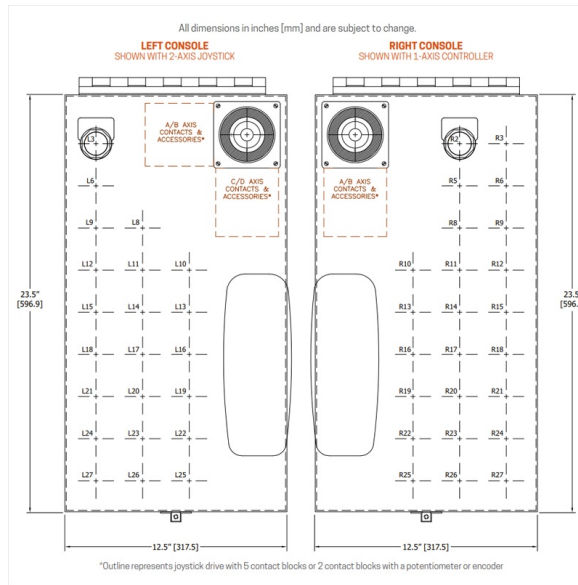 All dimensions in inches [mm] and are subject to change.
LEFT CONSOLE
SHOWN WITH 2-AXIS JOYSTICK
RIGHT CONSOLE
SHOWN WITH 1-AXIS CONTROLLER
A/B AXIS
CONTACTS &
ACCESSORIES*
C/D AXIS
CONTACTS &
ACCESSORIES*
A/B AXIS
CONTACTS &
ACCESSORIES*
L3
R2
R3
L6
R5
R6
L9
L8
R8
R9
L12
L11
L10
R10
R11
R12
23.5"
[596.9]
23.5"
[596.9]
L15
L14
L13
R13
R14
R15
L18
L17
L16
R16
R17
R18
L21
L20
L19
R19
R20
R21
L24
L23
L22
R22
R23
R24
L27
L26
L25
R25
R26
R27
12.5" [317.5]
12.5" [317.5]
*Outline represents joystick drive with 5 contact blocks or 2 contact blocks with a potentiometer or encoder